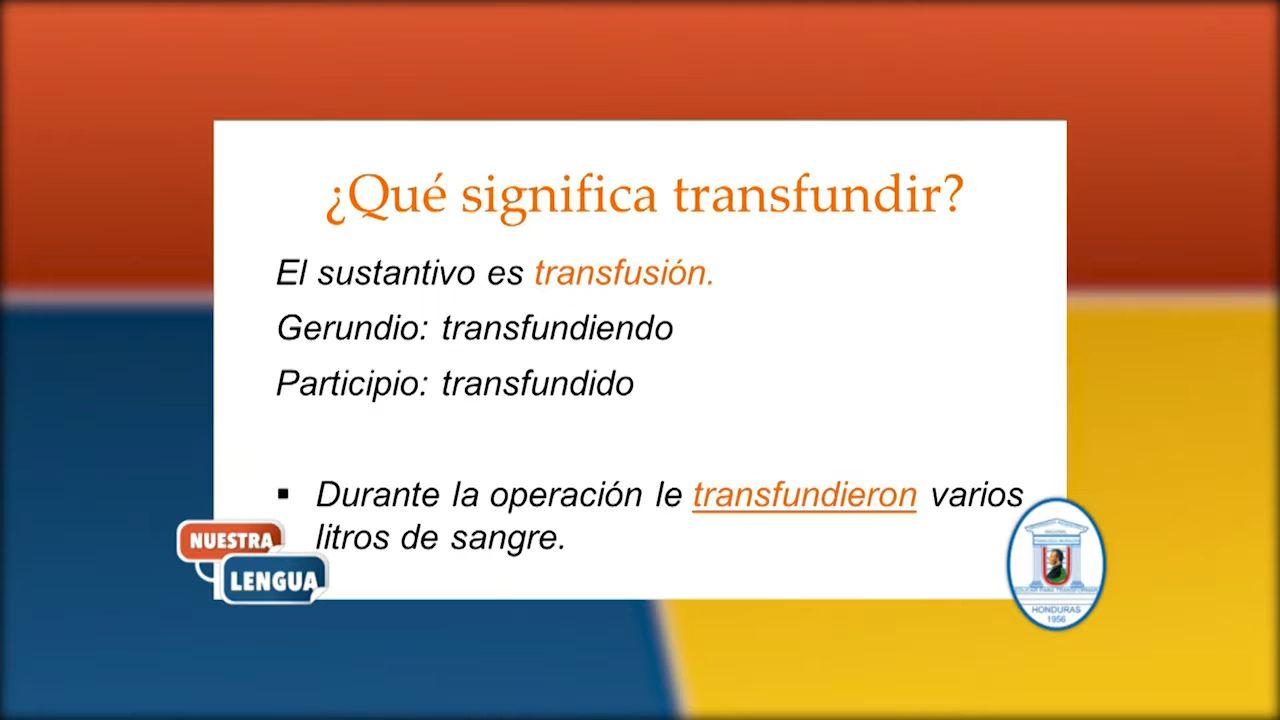 ¿Qué significa transfundir?
El sustantivo es transfusión.
Gerundio: transfundiendo
Participio: transfundido
▪ Durante la operación le transfundieron varios
litros de sangre.
NUESTRA
LENGUA
HONDURAS
1956